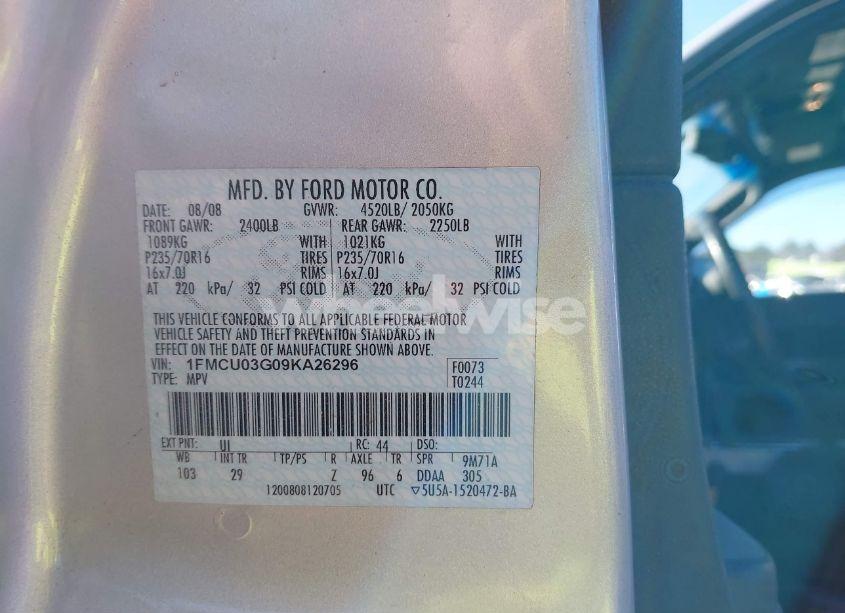 MFD. BY FORD MOTOR CO.
DATE: 08/08 GVWR: 4520LB/ 2050KG
FRONT GAWR: 2400LB REAR GAWR: 2250LB
1089KG WITH 1021KG WITH
P235/70R16 TIRES P235/70R16 TIRES
16x7.0J RIMS 16x7.0J RIMS
AT 220 kPa/ 32 PSI COLD AT 220 kPa/ 32 PSI COLD
wheelwise
THIS VEHICLE CONFORMS TO ALL APPLICABLE FEDERAL MOTOR
VEHICLE SAFETY AND THEFT PREVENTION STANDARDS IN
EFFECT ON THE DATE OF MANUFACTURE SHOWN ABOVE.
VIN: 1FMCU03G09KA26296 F0073
TYPE: MPV T0244
EXT PNT: UI RC: 44 DSO:
WB INT TR TP/PS R AXLE TR SPR 9M71A
103 29 Z 96 6 DDAA 305
1200808120705 UTC ▽5U5A-1520472-BA